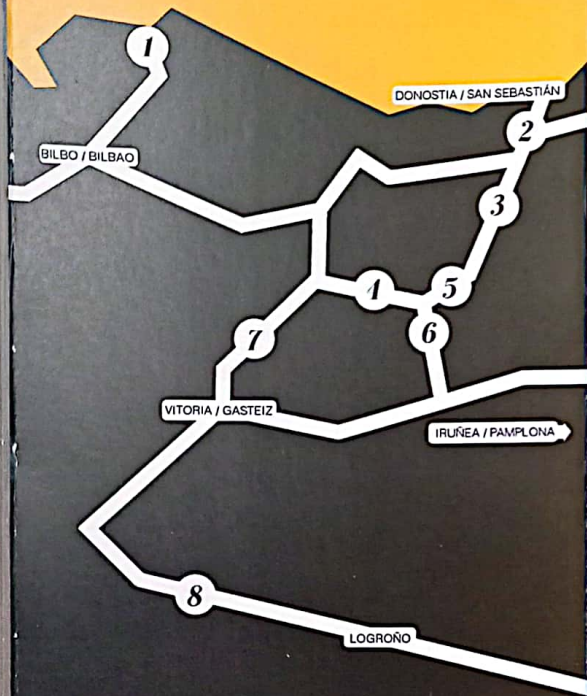 1
DONOSTIA / SAN SEBASTIÁN
2
BILBO / BILBAO
3
5
4
7
6
VITORIA / GASTEIZ
IRUÑEA / PAMPLONA
8
LOGROÑO